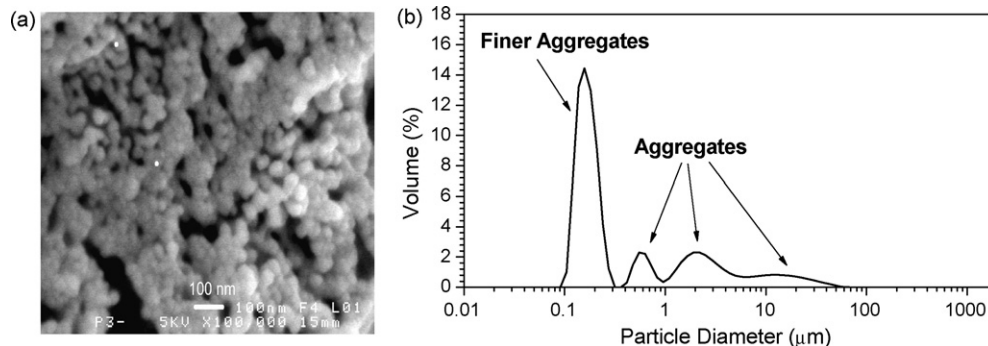 (a)
100 nm
100nm F4 L01
P3- 5KV X100,000 15mm
(b)
Finer Aggregates
Aggregates
Volume (%)
18
16
14
12
10
8
6
4
2
0
0.01 0.1 1 10 100 1000
Particle Diameter (μm)